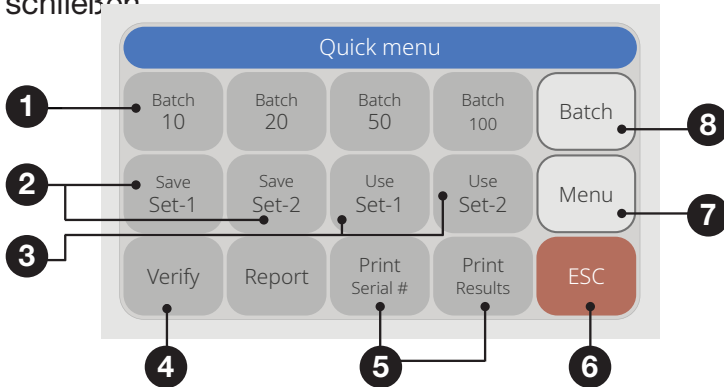 schließen
Quick menu
1
Batch 10
Batch 20
Batch 50
Batch 100
Batch
8
2
Save Set-1
Save Set-2
Use Set-1
Use Set-2
Menu
7
3
Verify
Report
Print Serial #
Print Results
ESC
4
5
6